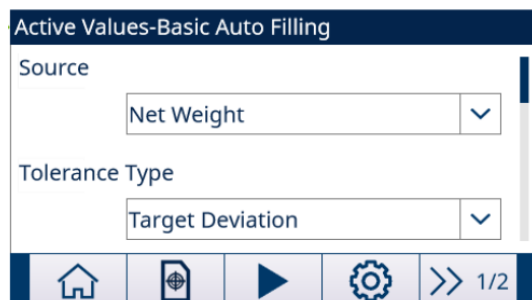 Active Values-Basic Auto Filling
Source
Net Weight
Tolerance Type
Target Deviation
1/2